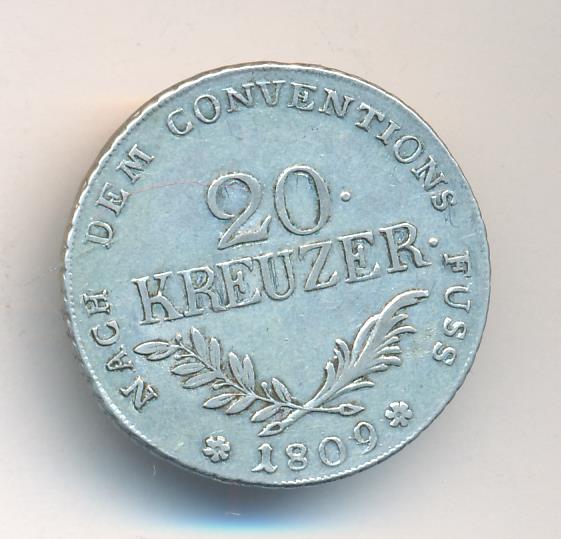 NACH DEM CONVENTIONS FUSS
20.
KREUZER.
1809